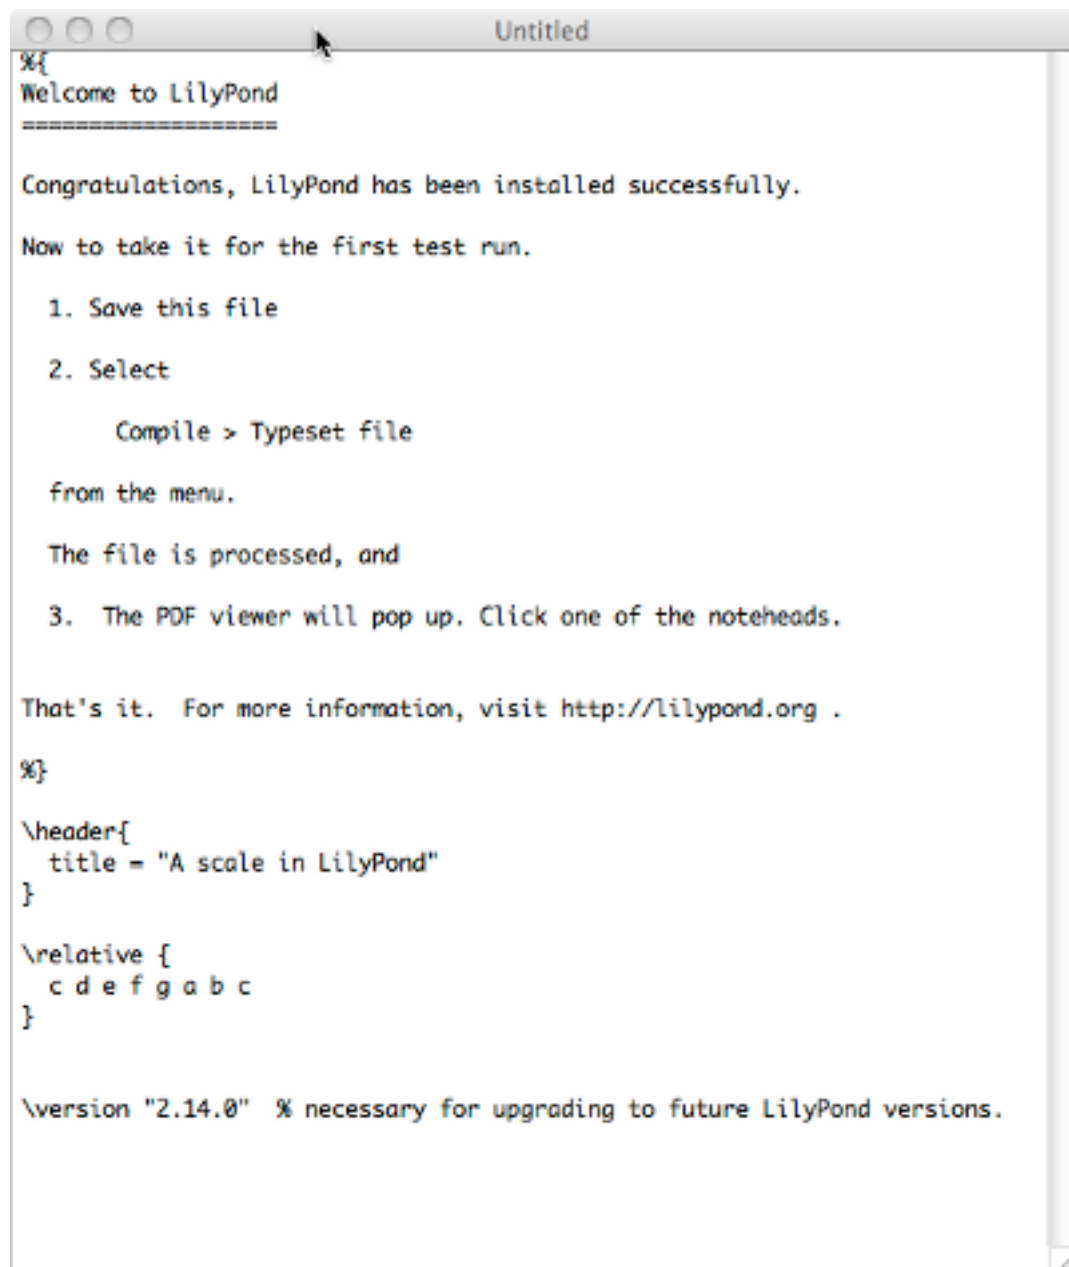 Untitled
%{
Welcome to LilyPond
===================
Congratulations, LilyPond has been installed successfully.
Now to take it for the first test run.
1. Save this file
2. Select
Compile > Typeset file
from the menu.
The file is processed, and
3.  The PDF viewer will pop up. Click one of the noteheads.
That's it.  For more information, visit http://lilypond.org .
%}
\header{
title = "A scale in LilyPond"
}
\relative {
c d e f g a b c
}
\version "2.14.0"  % necessary for upgrading to future LilyPond versions.